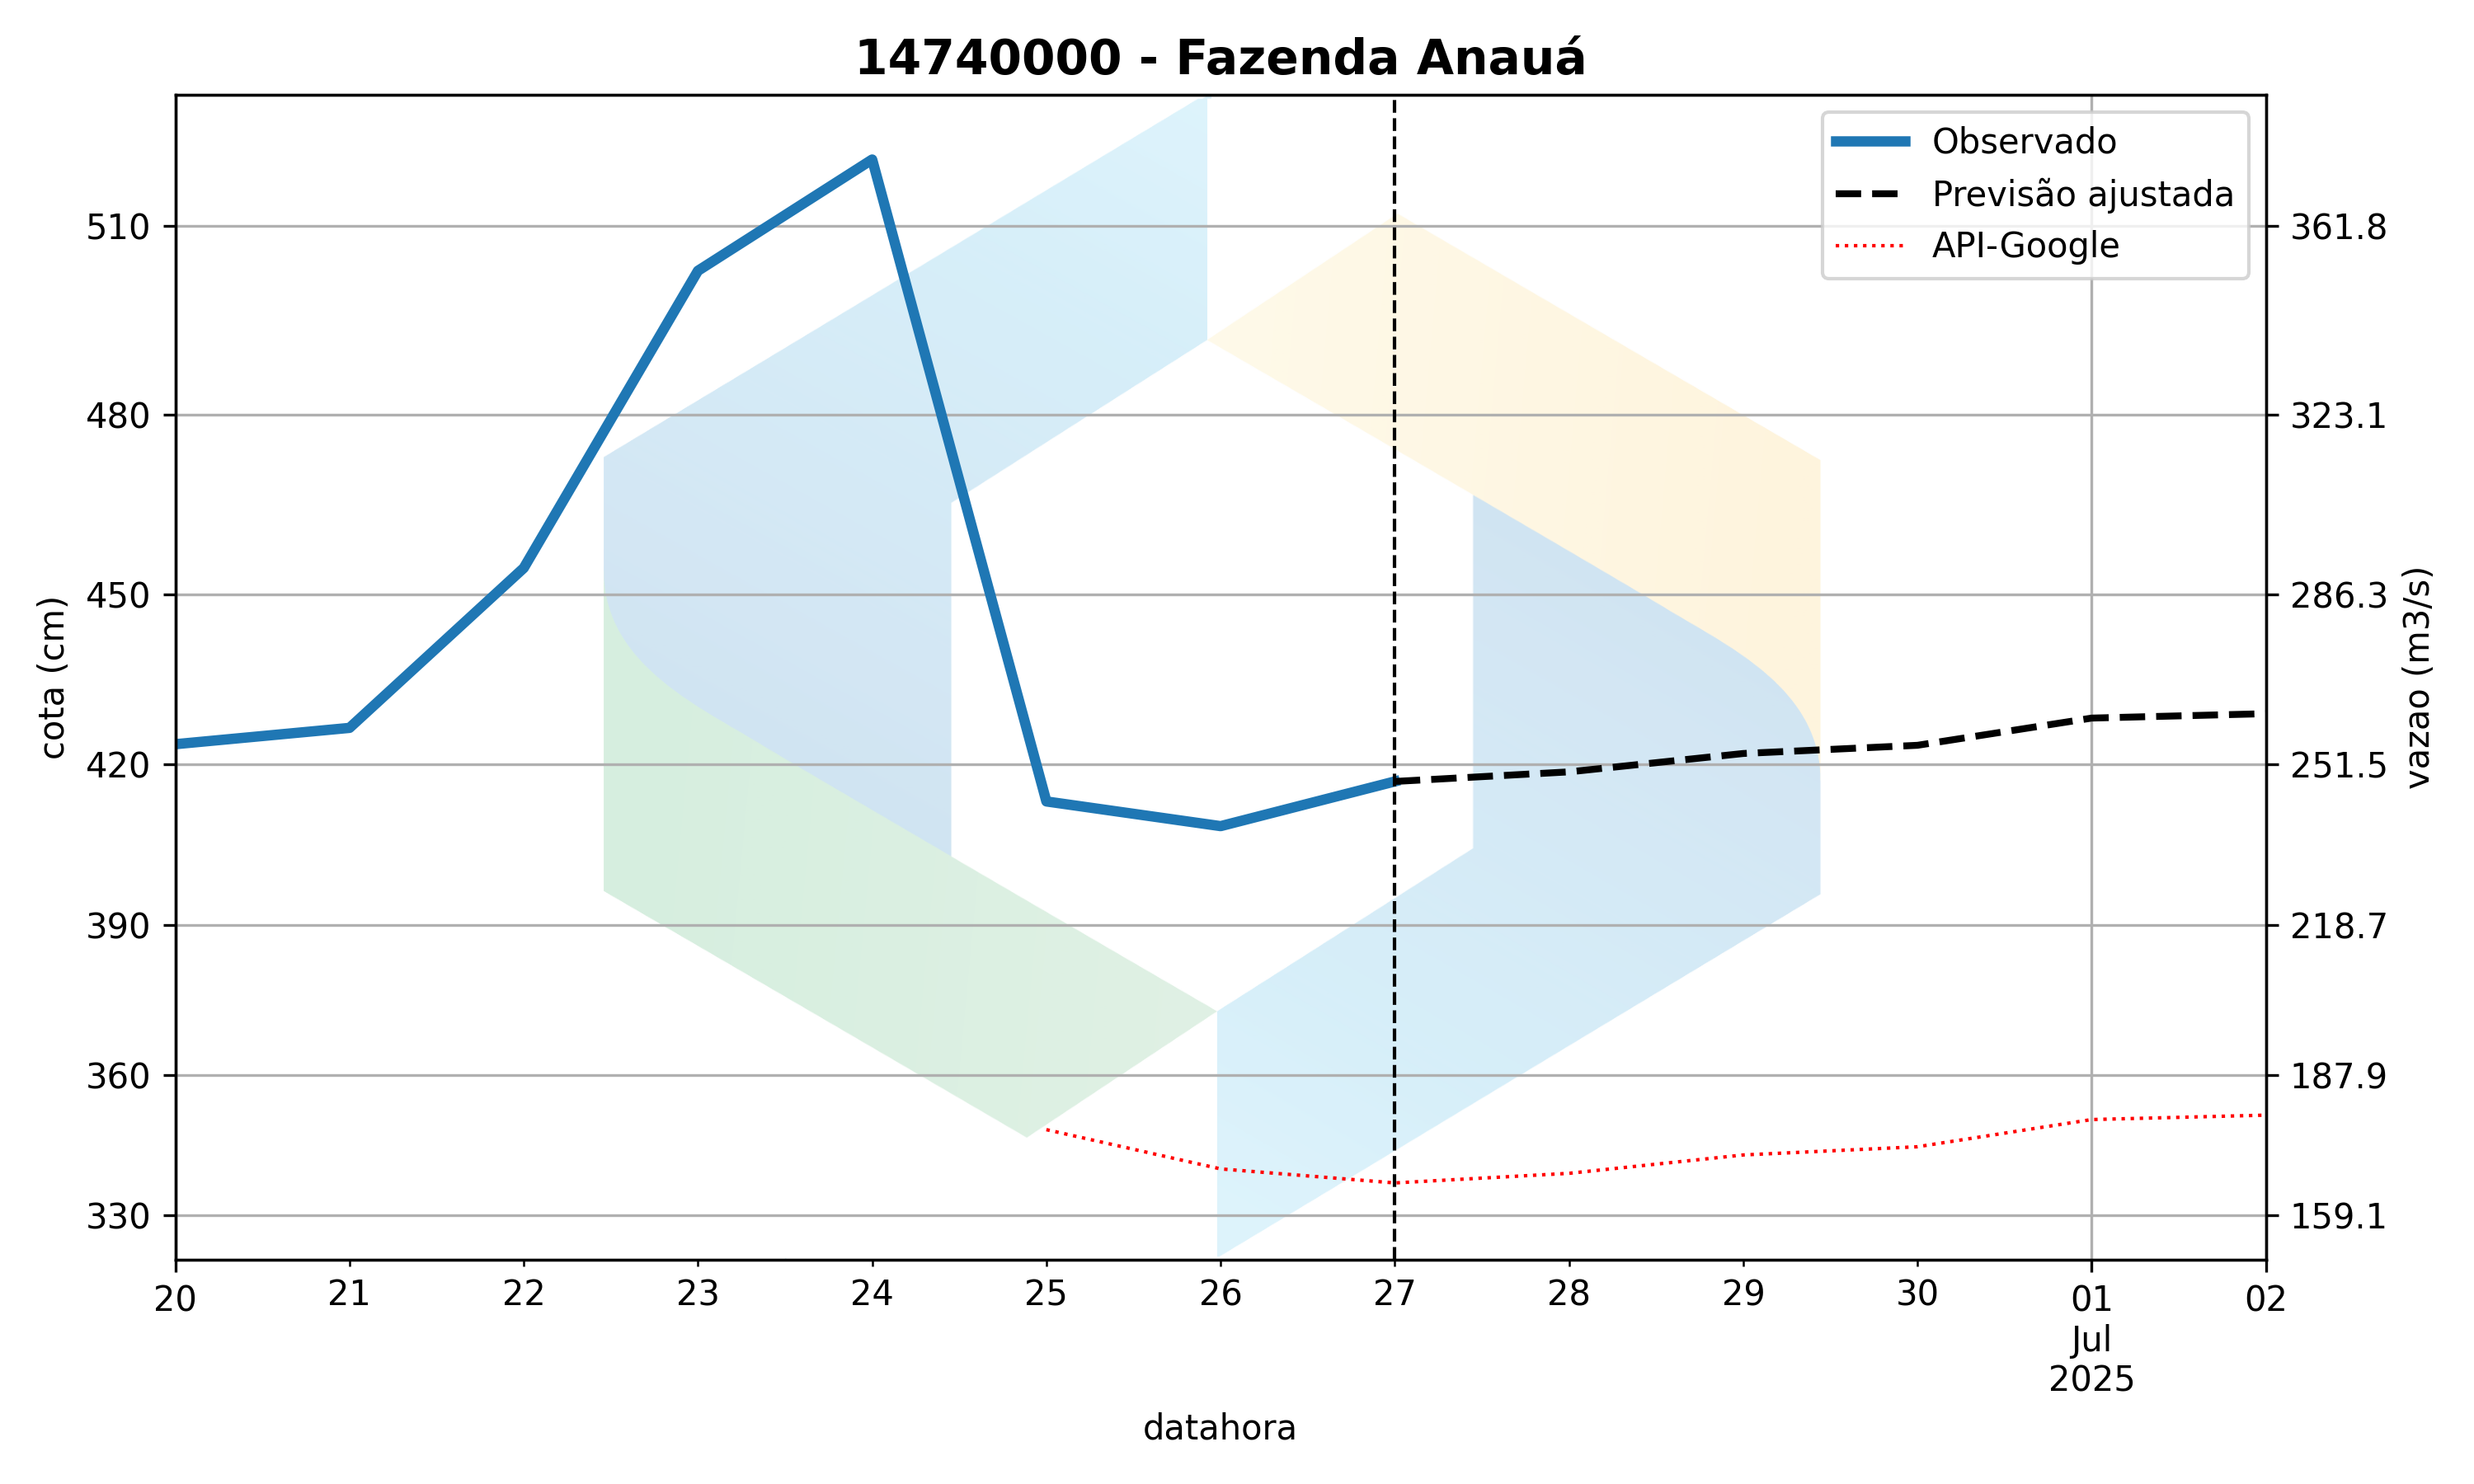 14740000 - Fazenda Anauá
Observado
Previsão ajustada
API-Google
cota (cm)
510
480
450
420
390
360
330
361.8
323.1
286.3
251.5
218.7
187.9
159.1
vazao (m3/s)
20 21 22 23 24 25 26 27 28 29 30 01 02
Jul
2025
datahora